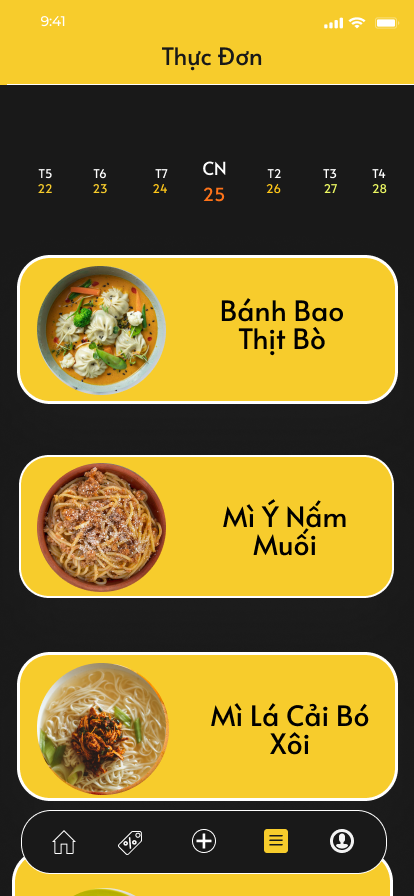 9:41
Thực Đơn
T5 T6 T7 CN T2 T3 T4
22 23 24 25 26 27 28
Bánh Bao
Thịt Bò
Mì Ý Nấm
Muối
Mì Lá Cải Bó
Xôi